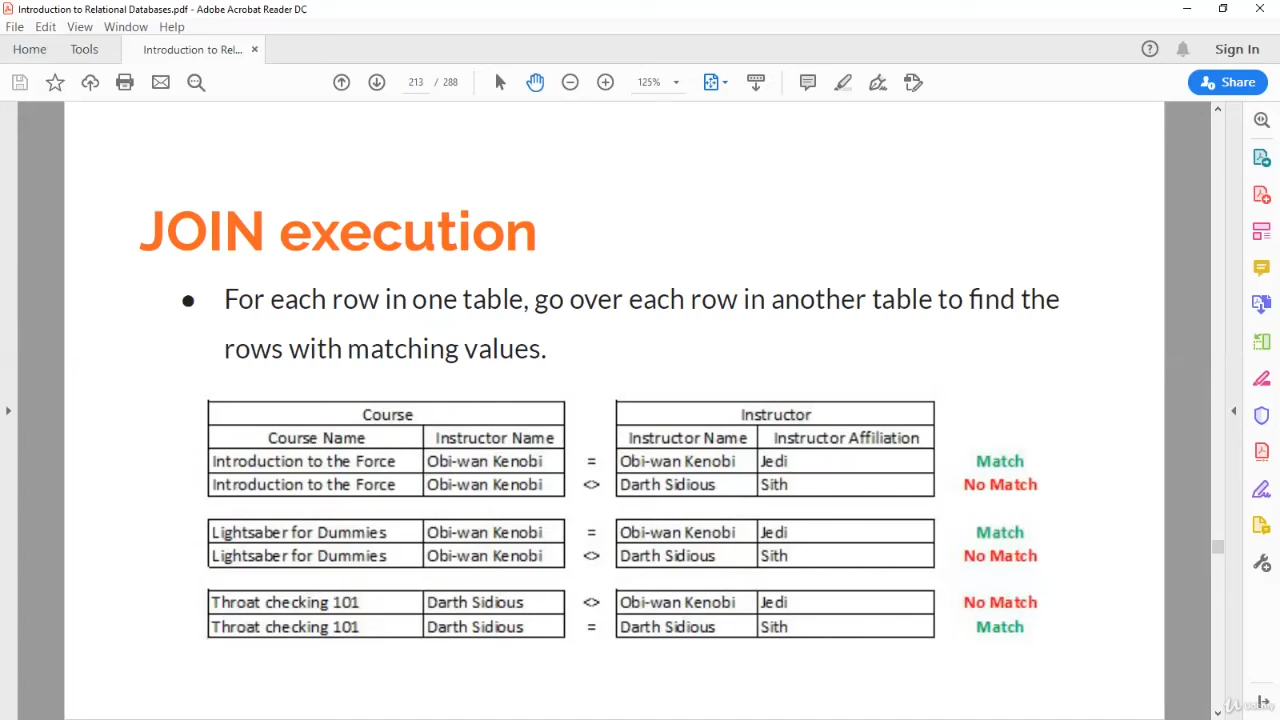 Introduction to Relational Databases.pdf - Adobe Acrobat Reader DC
File Edit View Window Help
Home Tools Introduction to Rel... × Sign In
213 / 288 125% Share
JOIN execution
● For each row in one table, go over each row in another table to find the
rows with matching values.
Course Instructor
Course Name Instructor Name Instructor Name Instructor Affiliation
Introduction to the Force Obi-wan Kenobi = Obi-wan Kenobi Jedi Match
Introduction to the Force Obi-wan Kenobi <> Darth Sidious Sith No Match
Lightsaber for Dummies Obi-wan Kenobi = Obi-wan Kenobi Jedi Match
Lightsaber for Dummies Obi-wan Kenobi <> Darth Sidious Sith No Match
Throat checking 101 Darth Sidious <> Obi-wan Kenobi Jedi No Match
Throat checking 101 Darth Sidious = Darth Sidious Sith Match
Udemy